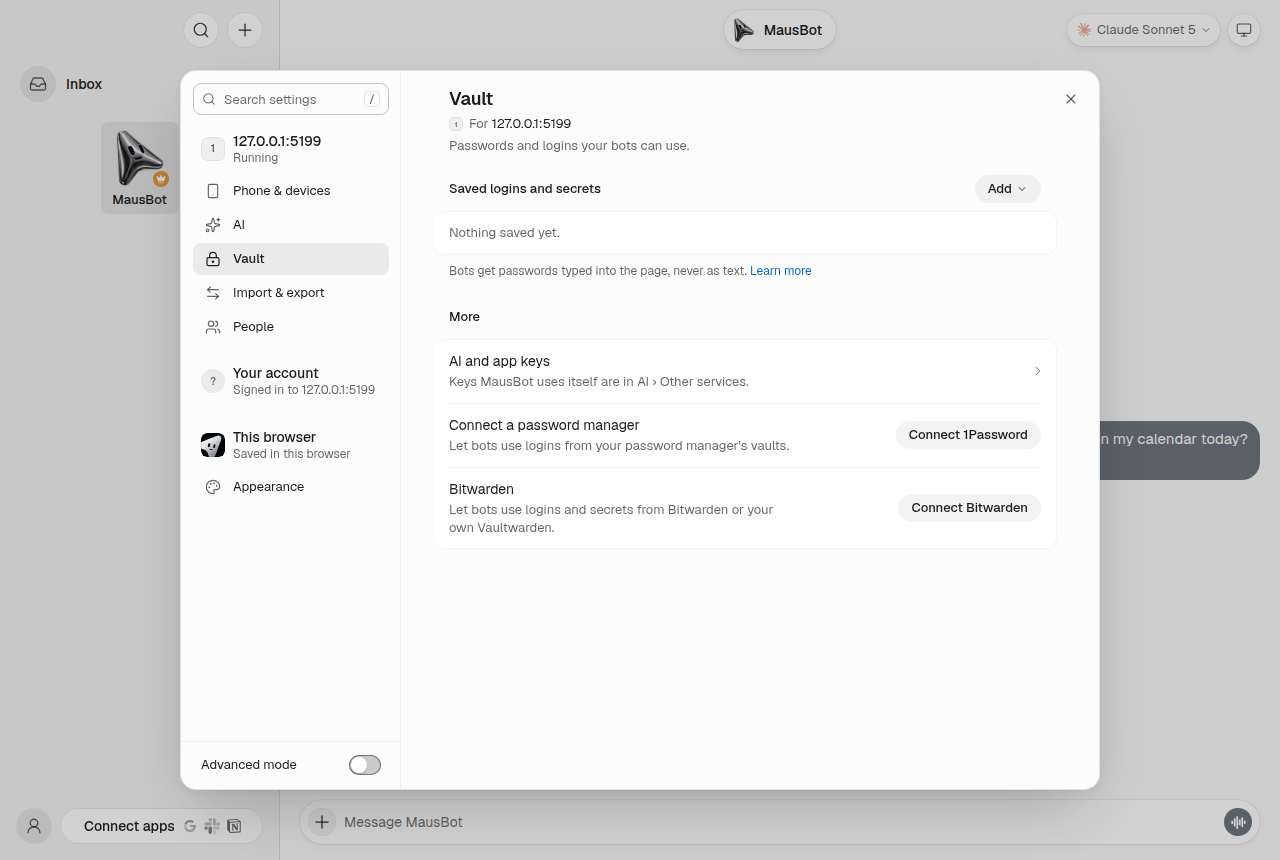 MausBot
Claude Sonnet 5
Inbox
MausBot
Search settings
/
1
127.0.0.1:5199
Running
Phone & devices
AI
Vault
Import & export
People
?
Your account
Signed in to 127.0.0.1:5199
This browser
Saved in this browser
Appearance
Advanced mode
Vault
1 For 127.0.0.1:5199
Passwords and logins your bots can use.
Saved logins and secrets
Add
Nothing saved yet.
Bots get passwords typed into the page, never as text. Learn more
More
AI and app keys
Keys MausBot uses itself are in AI › Other services.
Connect a password manager
Let bots use logins from your password manager's vaults.
Connect 1Password
Bitwarden
Let bots use logins and secrets from Bitwarden or your
own Vaultwarden.
Connect Bitwarden
n my calendar today?
Connect apps
Message MausBot